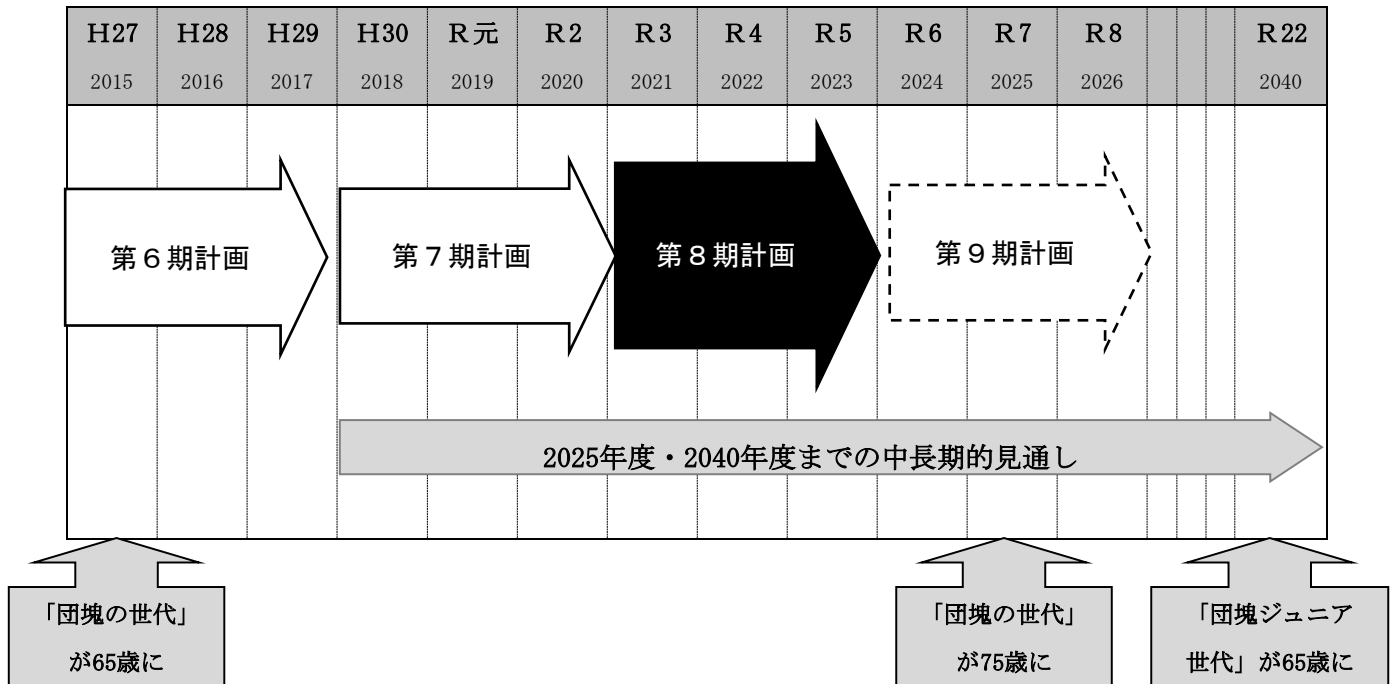 H27 H28 H29 H30 R元 R2 R3 R4 R5 R6 R7 R8 R22
2015 2016 2017 2018 2019 2020 2021 2022 2023 2024 2025 2026 2040
第６期計画 第７期計画 第８期計画 第９期計画
2025年度・2040年度までの中長期的見通し
「団塊の世代」
が65歳に
「団塊の世代」
が75歳に
「団塊ジュニア
世代」が65歳に